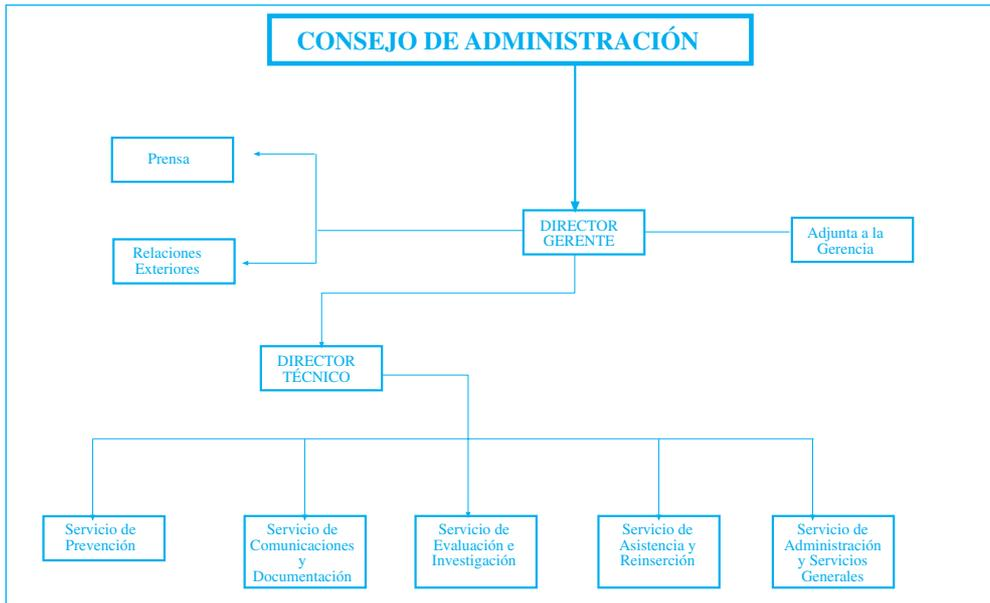 CONSEJO DE ADMINISTRACIÓN
Prensa
DIRECTOR
GERENTE
Adjunta a la
Gerencia
Relaciones
Exteriores
DIRECTOR
TÉCNICO
Servicio de
Prevención
Servicio de
Comunicaciones
y
Documentación
Servicio de
Evaluación e
Investigación
Servicio de
Asistencia y
Reinserción
Servicio de
Administración
y Servicios
Generales